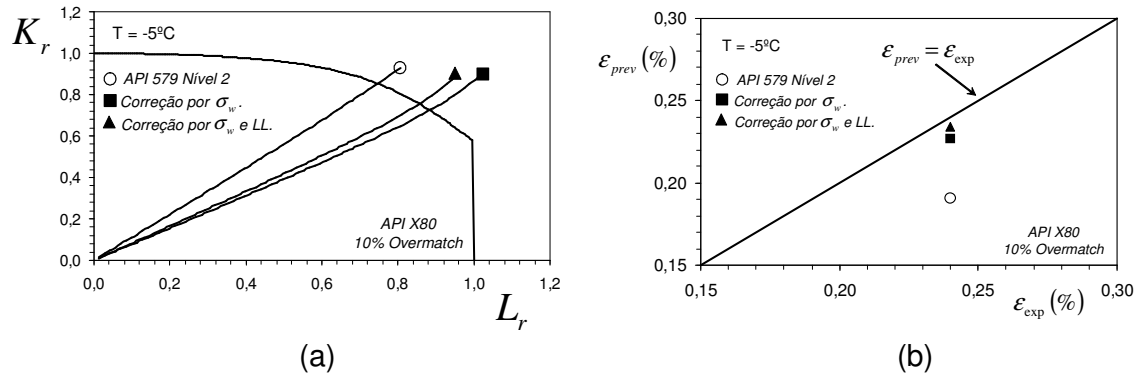 K_r
T = -5ºC
API 579 Nível 2
Correção por σ_w.
Correção por σ_w e LL.
API X80
10% Overmatch
1,2
1,0
0,8
0,6
0,4
0,2
0,0
0,0 0,2 0,4 0,6 0,8 1,0 1,2
L_r
(a)
ε_prev (%)
T = -5ºC
ε_prev = ε_exp
API 579 Nível 2
Correção por σ_w.
Correção por σ_w e LL.
API X80
10% Overmatch
0,30
0,25
0,20
0,15
0,15 0,20 0,25 0,30
ε_exp (%)
(b)